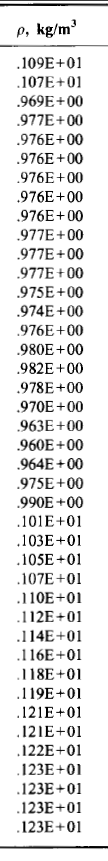 ρ, kg/m³
.109E+01
.107E+01
.969E+00
.977E+00
.976E+00
.976E+00
.976E+00
.976E+00
.976E+00
.977E+00
.977E+00
.977E+00
.975E+00
.974E+00
.976E+00
.980E+00
.982E+00
.978E+00
.970E+00
.963E+00
.960E+00
.964E+00
.975E+00
.990E+00
.101E+01
.103E+01
.105E+01
.107E+01
.110E+01
.112E+01
.114E+01
.116E+01
.118E+01
.119E+01
.121E+01
.121E+01
.122E+01
.123E+01
.123E+01
.123E+01
.123E+01